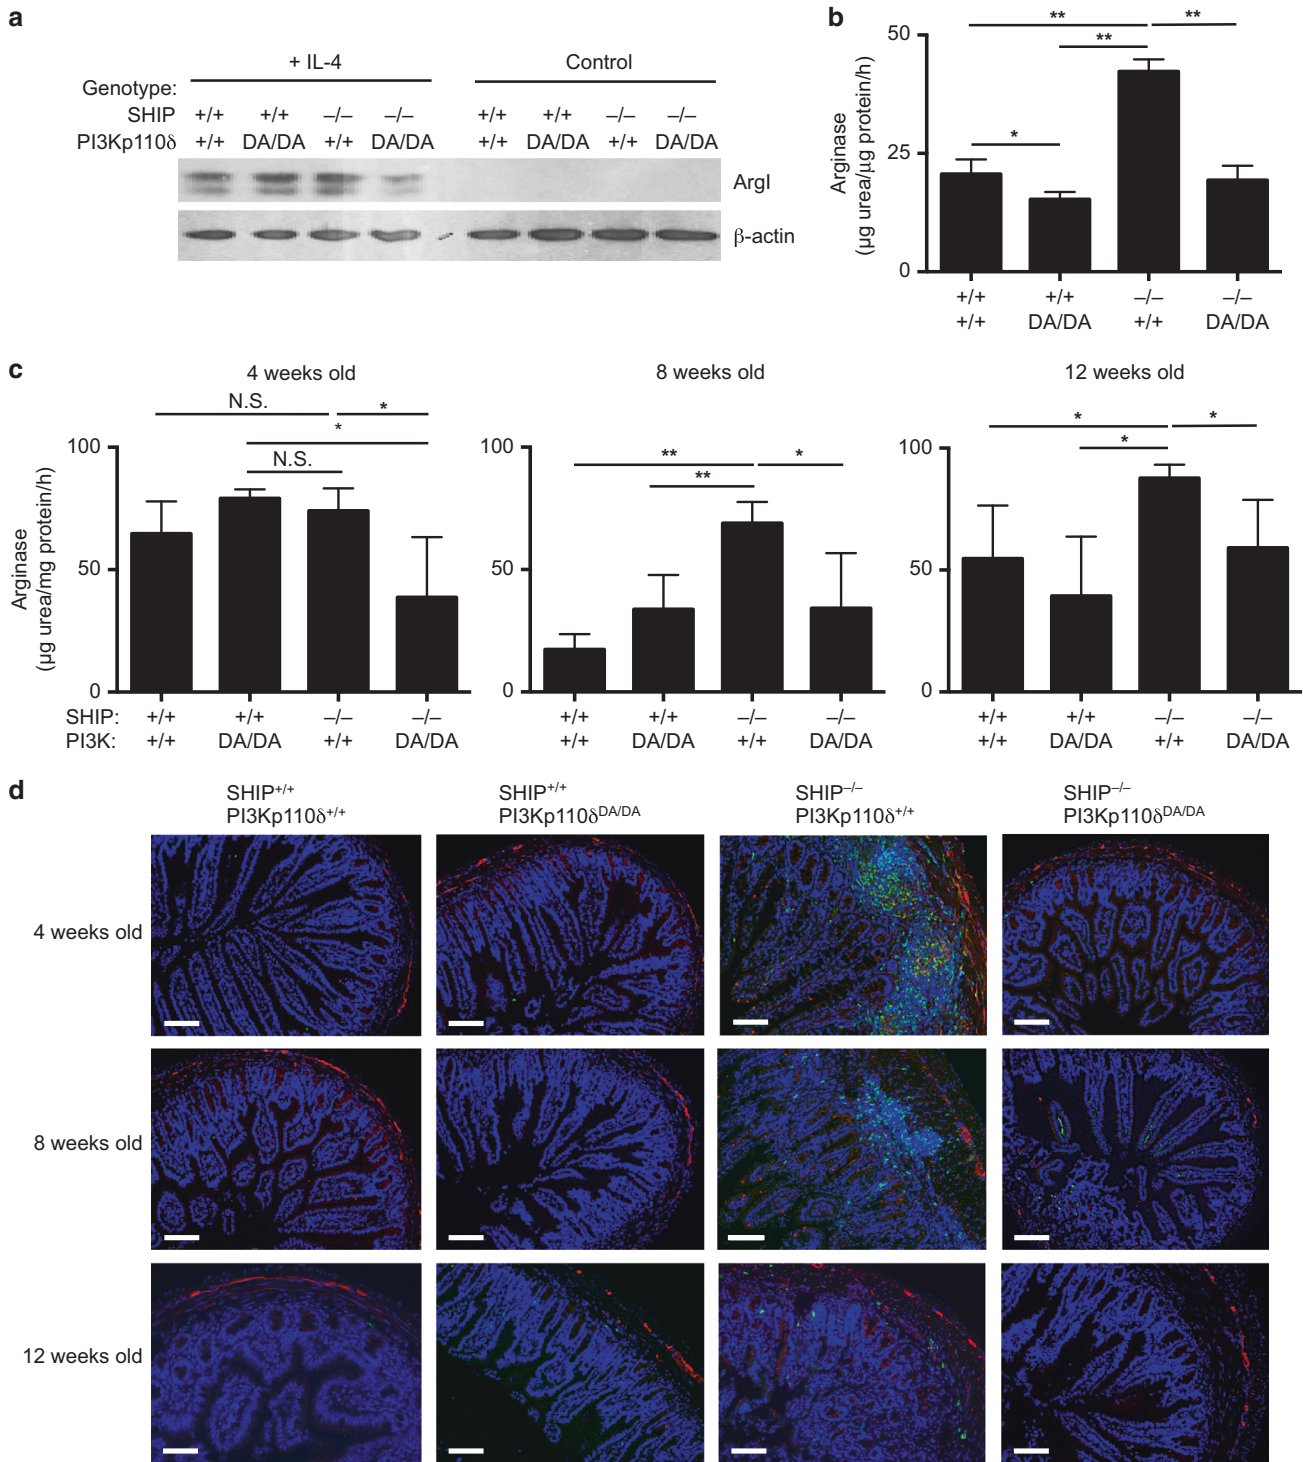 a
+ IL-4 Control
Genotype:
SHIP +/+ +/+ –/– –/– +/+ +/+ –/– –/–
PI3Kp110δ +/+ DA/DA +/+ DA/DA +/+ DA/DA +/+ DA/DA
ArgI
β-actin
b
** **
**
*
50
25
0
Arginase
(µg urea/µg protein/h)
+/+ +/+ –/– –/–
+/+ DA/DA +/+ DA/DA
c
4 weeks old
N.S. *
*
N.S.
100
50
0
Arginase
(µg urea/mg protein/h)
SHIP: +/+ +/+ –/– –/–
PI3K: +/+ DA/DA +/+ DA/DA
8 weeks old
** *
**
100
50
0
+/+ +/+ –/– –/–
+/+ DA/DA +/+ DA/DA
12 weeks old
* *
*
100
50
0
+/+ +/+ –/– –/–
+/+ DA/DA +/+ DA/DA
d
SHIP+/+ SHIP+/+ SHIP–/– SHIP–/–
PI3Kp110δ+/+ PI3Kp110δDA/DA PI3Kp110δ+/+ PI3Kp110δDA/DA
4 weeks old
8 weeks old
12 weeks old